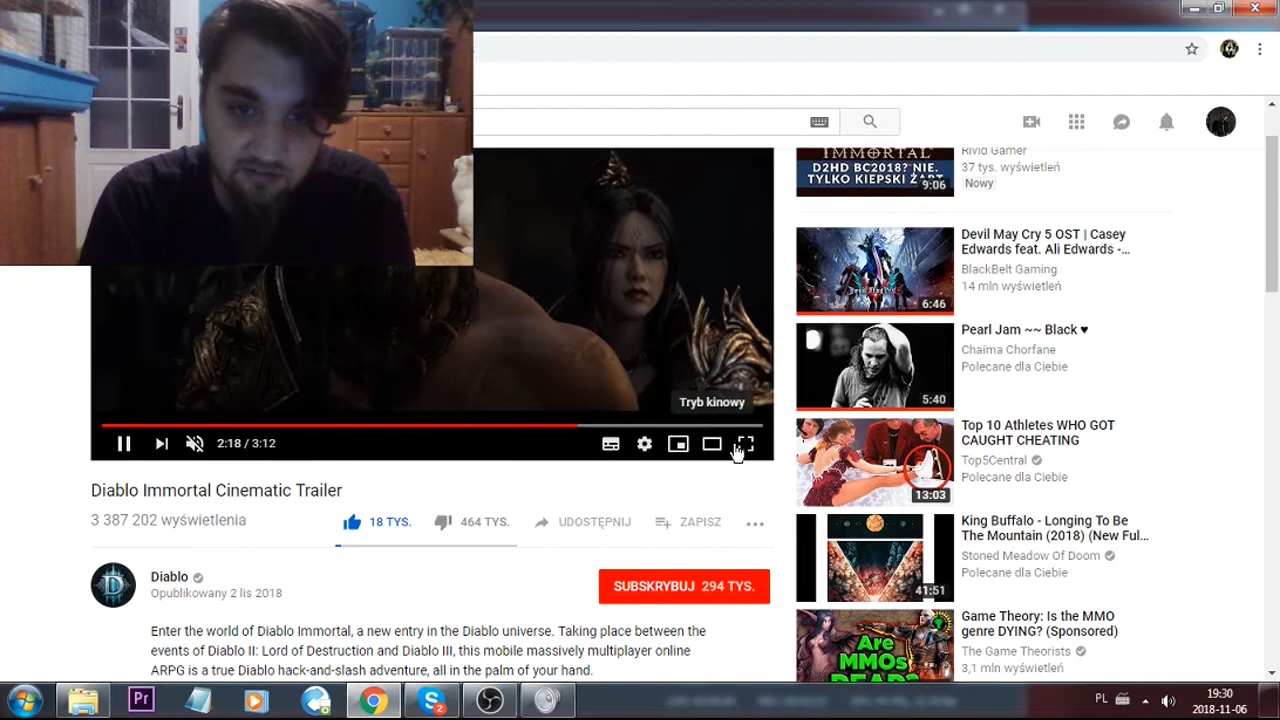 IMMORTAL
D2HD BC2018? NIE.
TYLKO KIEPSKI ŻART
9:06
Rivid Gamer
37 tys. wyświetleń
Nowy
Devil May Cry 5 OST | Casey
Edwards feat. Ali Edwards -...
BlackBelt Gaming
14 mln wyświetleń
6:46
Pearl Jam ~~ Black ♥
Chaïma Chorfane
Polecane dla Ciebie
5:40
Tryb kinowy
2:18 / 3:12
Top 10 Athletes WHO GOT
CAUGHT CHEATING
Top5Central
Polecane dla Ciebie
13:03
Diablo Immortal Cinematic Trailer
3 387 202 wyświetlenia
18 TYS.
464 TYS.
UDOSTĘPNIJ
ZAPISZ
King Buffalo - Longing To Be
The Mountain (2018) (New Ful...
Stoned Meadow Of Doom
Polecane dla Ciebie
41:51
Diablo
Opublikowany 2 lis 2018
SUBSKRYBUJ 294 TYS.
Enter the world of Diablo Immortal, a new entry in the Diablo universe. Taking place between the
events of Diablo II: Lord of Destruction and Diablo III, this mobile massively multiplayer online
ARPG is a true Diablo hack-and-slash adventure, all in the palm of your hand.
Game Theory: Is the MMO
genre DYING? (Sponsored)
The Game Theorists
3,1 mln wyświetleń
Are
MMOs
DEAD?
Pr
2
PL
19:30
2018-11-06